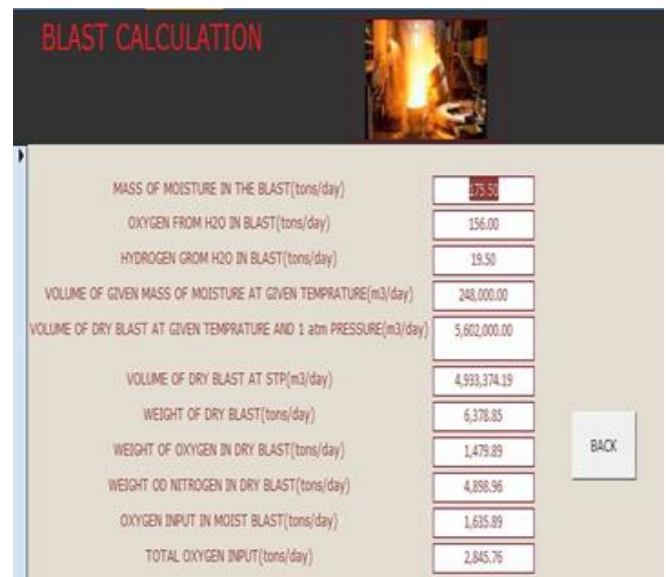 BLAST CALCULATION
MASS OF MOISTURE IN THE BLAST(tons/day) 175.50
OXYGEN FROM H2O IN BLAST(tons/day) 156.00
HYDROGEN GROM H2O IN BLAST(tons/day) 19.50
VOLUME OF GIVEN MASS OF MOISTURE AT GIVEN TEMPRATURE(m3/day) 248,000.00
VOLUME OF DRY BLAST AT GIVEN TEMPRATURE AND 1 atm PRESSURE(m3/day) 5,602,000.00
VOLUME OF DRY BLAST AT STP(m3/day) 4,933,374.19
WEIGHT OF DRY BLAST(tons/day) 6,378.85
WEIGHT OF OXYGEN IN DRY BLAST(tons/day) 1,479.89
BACK
WEIGHT OD NITROGEN IN DRY BLAST(tons/day) 4,898.96
OXYGEN INPUT IN MOIST BLAST(tons/day) 1,635.89
TOTAL OXYGEN INPUT(tons/day) 2,845.76